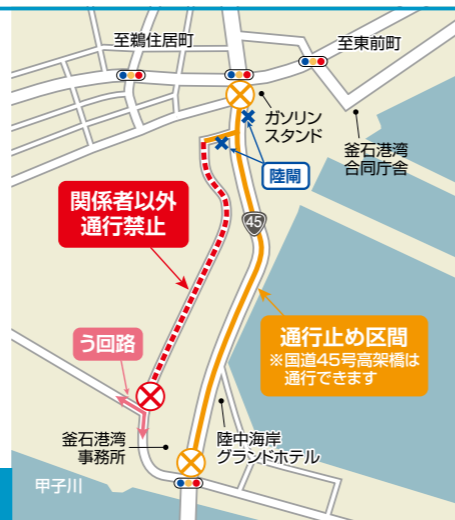 至鵜住居町
至東前町
ガソリン
スタンド
釜石港湾
合同庁舎
陸閘
関係者以外
通行禁止
45
う回路
通行止め区間
※国道45号高架橋は
通行できます
釜石港湾
事務所
陸中海岸
グランドホテル
甲子川